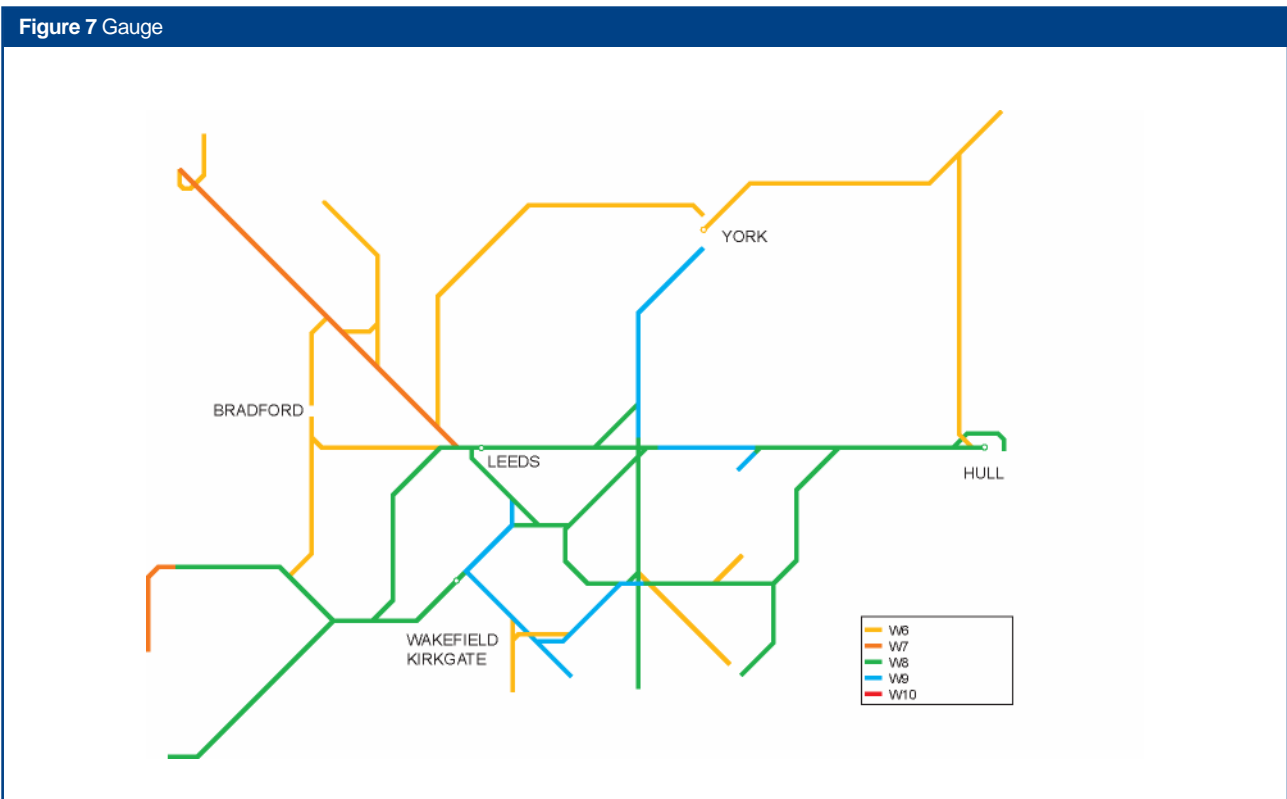 Figure 7 Gauge
YORK
BRADFORD
LEEDS
HULL
WAKEFIELD
KIRKGATE
W6
W7
W8
W9
W10